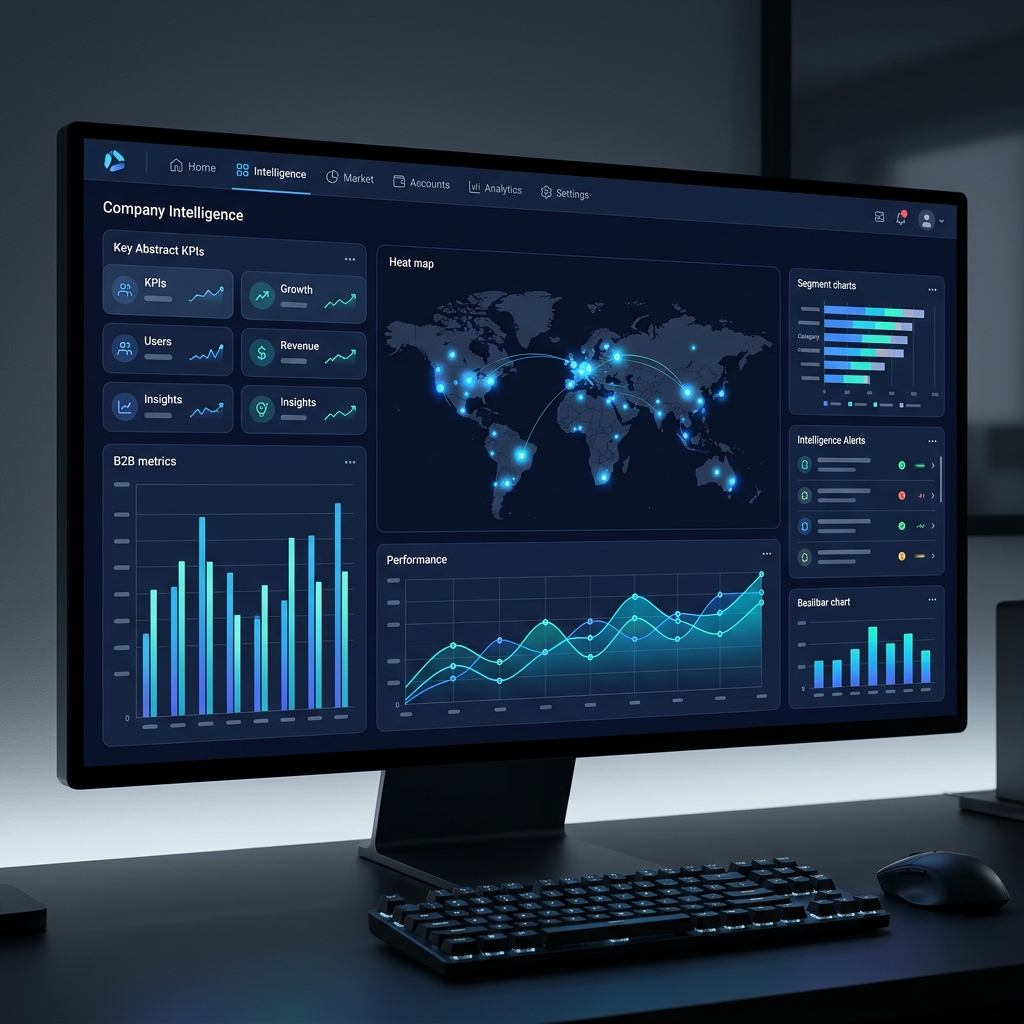 Home
Intelligence
Market
Accounts
Analytics
Settings
Company Intelligence
Key Abstract KPIs
KPIs
Growth
Users
Revenue
Insights
Insights
B2B metrics
0
Heat map
Performance
0
Segment charts
Category
Intelligence Alerts
Beailbar chart